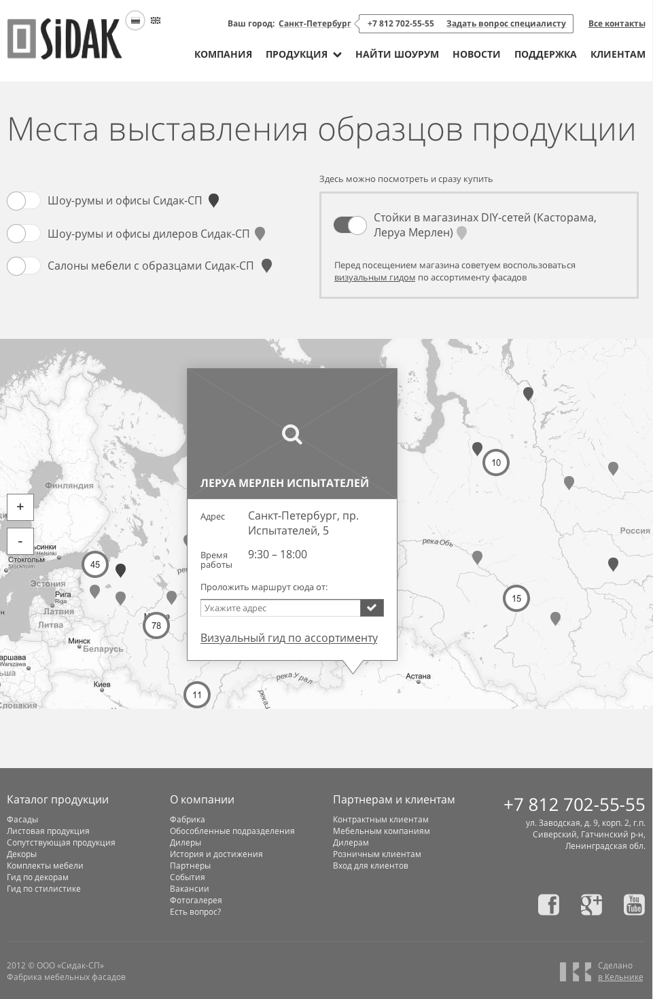 SiDAK
Ваш город: Санкт-Петербург
+7 812 702-55-55 Задать вопрос специалисту
Все контакты
КОМПАНИЯ ПРОДУКЦИЯ НАЙТИ ШОУРУМ НОВОСТИ ПОДДЕРЖКА КЛИЕНТАМ
Места выставления образцов продукции
Шоу-румы и офисы Сидак-СП
Шоу-румы и офисы дилеров Сидак-СП
Салоны мебели с образцами Сидак-СП
Здесь можно посмотреть и сразу купить
Стойки в магазинах DIY-сетей (Касторама,
Леруа Мерлен)
Перед посещением магазина советуем воспользоваться
визуальным гидом по ассортименту фасадов
10
Финляндия
+
-
Россия
река Обь
Helsinki
Стокгольм
Stockholm
45
Эстония
Рига
Riga
Латвия
Литва
78
15
Минск
Беларусь
Warszawa
Киев
11
река Урал
Астана
ЛЕРУА МЕРЛЕН ИСПЫТАТЕЛЕЙ
Адрес
Санкт-Петербург, пр.
Испытателей, 5
Время
работы
9:30 – 18:00
Проложить маршрут сюда от:
Укажите адрес
Визуальный гид по ассортименту
Каталог продукции
Фасады
Листовая продукция
Сопутствующая продукция
Декоры
Комплекты мебели
Гид по декорам
Гид по стилистике
О компании
Фабрика
Обособленные подразделения
Дилеры
История и достижения
Партнеры
События
Вакансии
Фотогалерея
Есть вопрос?
Партнерам и клиентам
Контрактным клиентам
Мебельным компаниям
Дилерам
Розничным клиентам
Вход для клиентов
+7 812 702-55-55
ул. Заводская, д. 9, корп. 2, г.п.
Сиверский, Гатчинский р-н,
Ленинградская обл.
You
Tube
2012 © ООО «Сидак-СП»
Фабрика мебельных фасадов
Сделано
в Кельнике